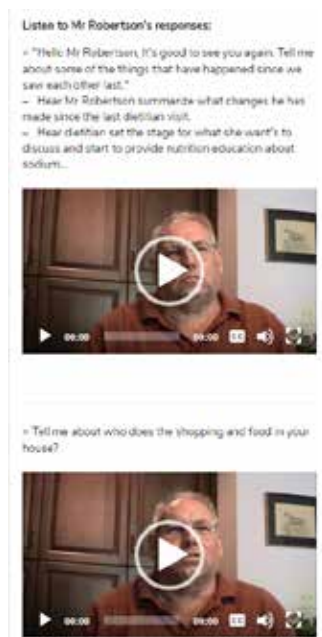 Listen to Mr Robertson's responses:
» "Hello Mr Robertson, It's good to see you again. Tell me
about some of the things that have happened since we
saw each other last."
– Hear Mr Robertson summarize what changes he has
made since the last dietitian visit.
– Hear dietitian set the stage for what she want's to
discuss and start to provide nutrition education about
sodium...
00:00
00:00
CC
» Tell me about who does the shopping and food in your
house?
00:00
00:00
CC